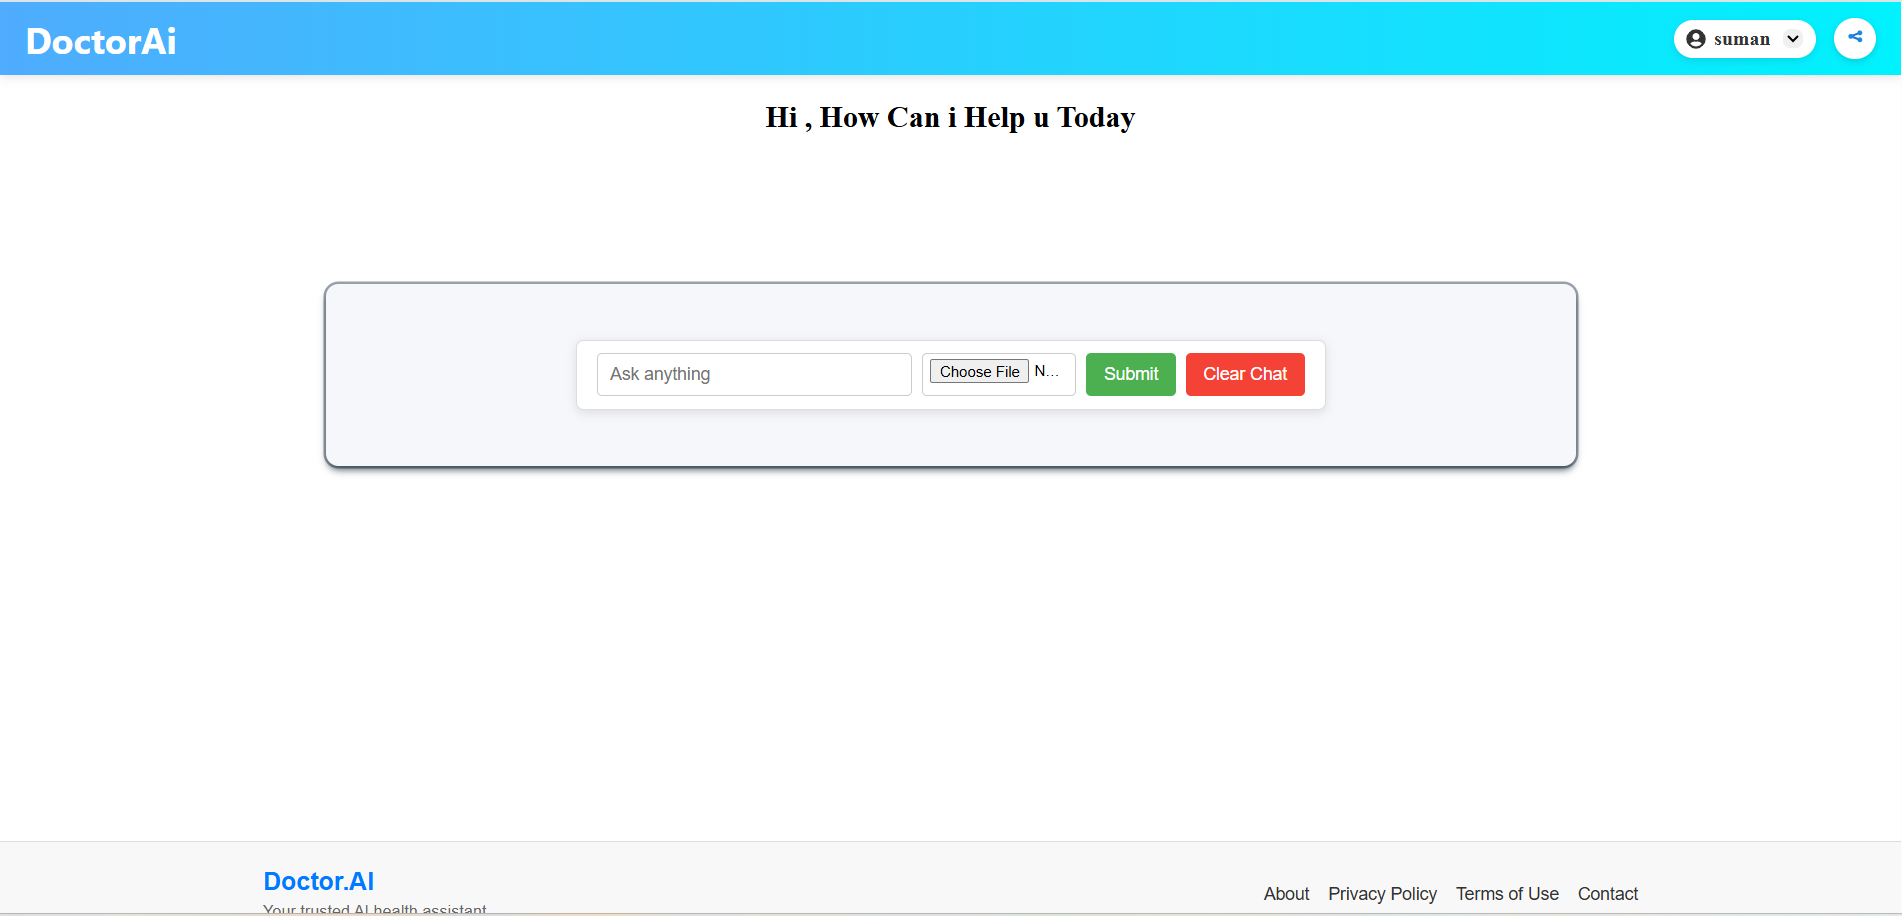 DoctorAi
suman
Hi , How Can i Help u Today
Ask anything
Choose File N...
Submit
Clear Chat
Doctor.AI
Your trusted AI health assistant
About Privacy Policy Terms of Use Contact